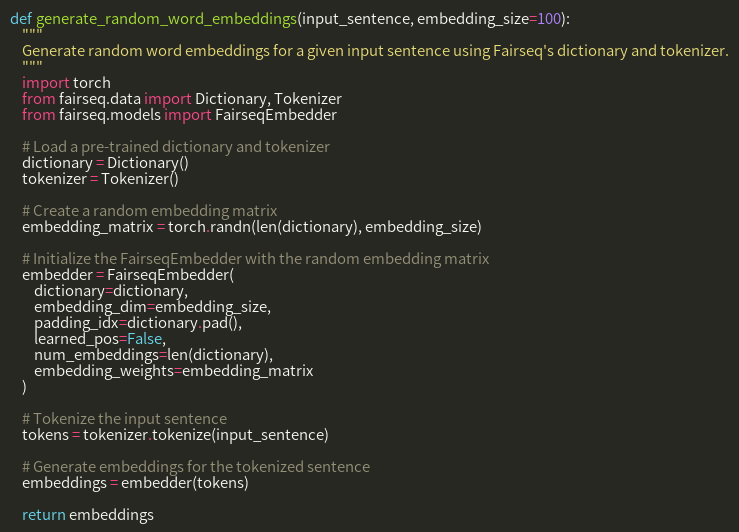 def generate_random_word_embeddings(input_sentence, embedding_size=100):
"""
Generate random word embeddings for a given input sentence using Fairseq's dictionary and tokenizer.
"""
import torch
from fairseq.data import Dictionary, Tokenizer
from fairseq.models import FairseqEmbedder
# Load a pre-trained dictionary and tokenizer
dictionary = Dictionary()
tokenizer = Tokenizer()
# Create a random embedding matrix
embedding_matrix = torch.randn(len(dictionary), embedding_size)
# Initialize the FairseqEmbedder with the random embedding matrix
embedder = FairseqEmbedder(
dictionary=dictionary,
embedding_dim=embedding_size,
padding_idx=dictionary.pad(),
learned_pos=False,
num_embeddings=len(dictionary),
embedding_weights=embedding_matrix
)
# Tokenize the input sentence
tokens = tokenizer.tokenize(input_sentence)
# Generate embeddings for the tokenized sentence
embeddings = embedder(tokens)
return embeddings